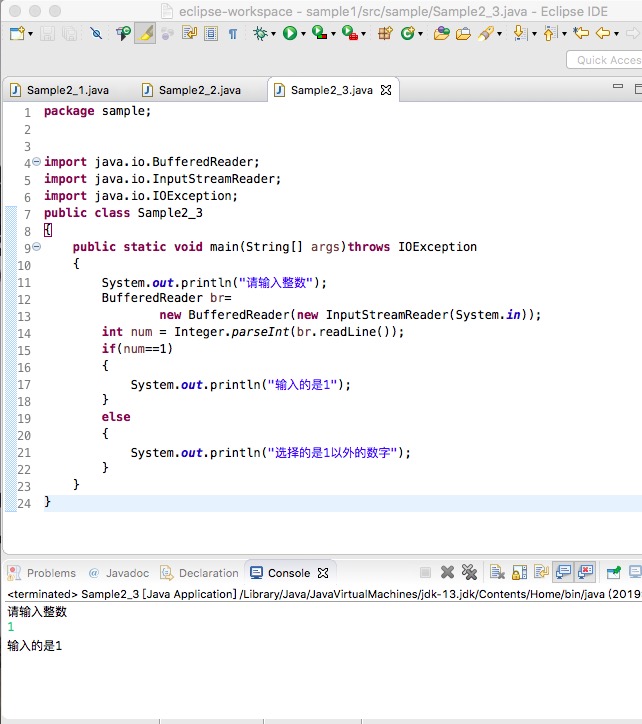 eclipse-workspace - sample1/src/sample/Sample2_3.java - Eclipse IDE
Quick Acces
Sample2_1.java Sample2_2.java Sample2_3.java
1 package sample;
2
3
4 import java.io.BufferedReader;
5 import java.io.InputStreamReader;
6 import java.io.IOException;
7 public class Sample2_3
8 {
9 public static void main(String[] args)throws IOException
10 {
11 System.out.println("请输入整数");
12 BufferedReader br=
13 new BufferedReader(new InputStreamReader(System.in));
14 int num = Integer.parseInt(br.readLine());
15 if(num==1)
16 {
17 System.out.println("输入的是1");
18 }
19 else
20 {
21 System.out.println("选择的是1以外的数字");
22 }
23 }
24 }
Problems @ Javadoc Declaration Console
<terminated> Sample2_3 [Java Application] /Library/Java/JavaVirtualMachines/jdk-13.jdk/Contents/Home/bin/java (2019
请输入整数
1
输入的是1